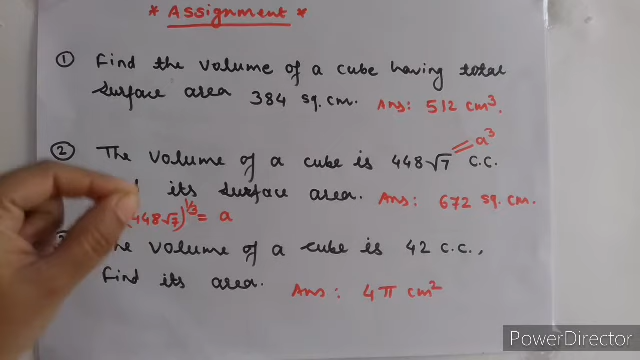 * Assignment *
① Find the volume of a cube having total
surface area 384 sq.cm. Ans: 512 cm³.
= a³
② The volume of a cube is 448√7 C.C.
its surface area. Ans: 672 sq.cm.
(448√7)^1/3 = a
volume of a cube is 42 C.C.,
find its area. Ans: 4π cm²
PowerDirector